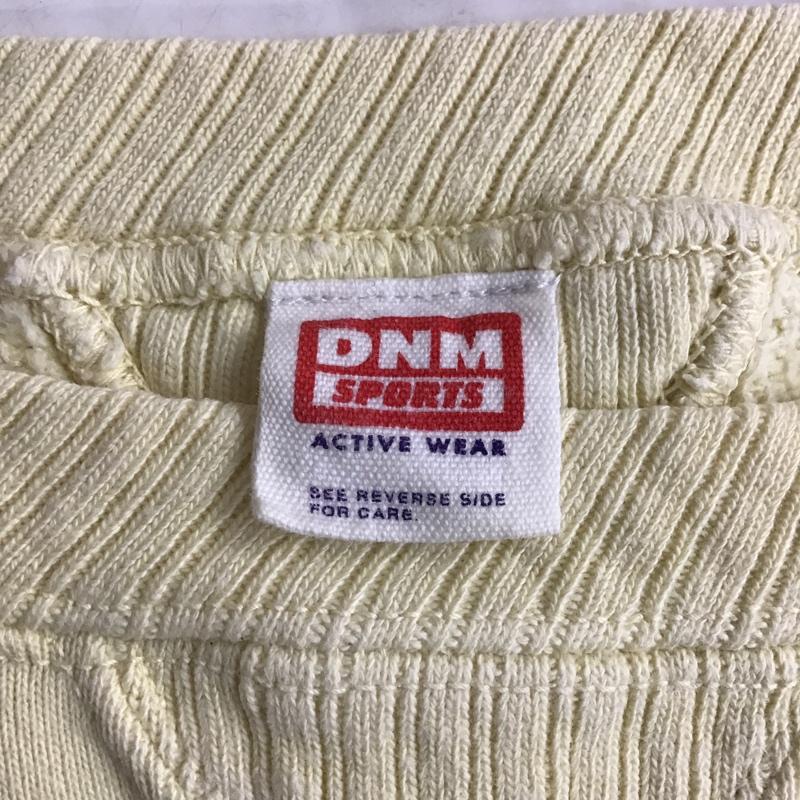 DNM
SPORTS
ACTIVE WEAR
SEE REVERSE SIDE
FOR CARE.